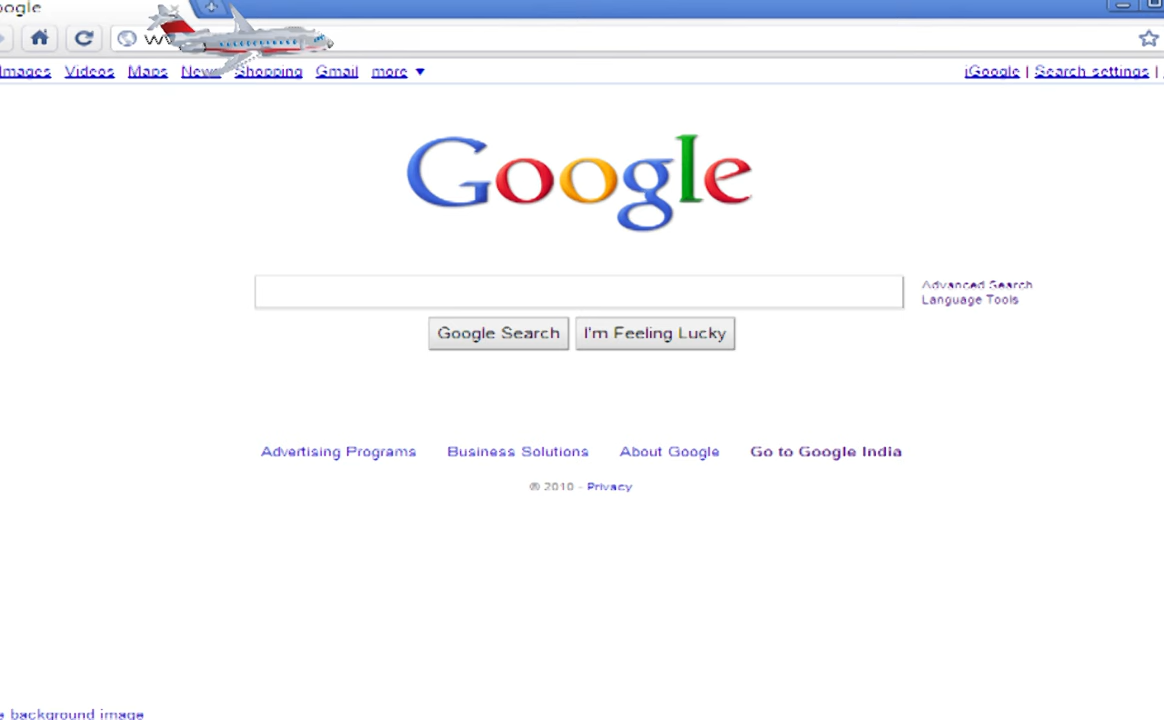 oogle
Images Videos Maps News Shopping Gmail more iGoogle | Search settings |
Google
Advanced Search
Language Tools
Google Search I'm Feeling Lucky
Advertising Programs Business Solutions About Google Go to Google India
© 2010 - Privacy
e background image